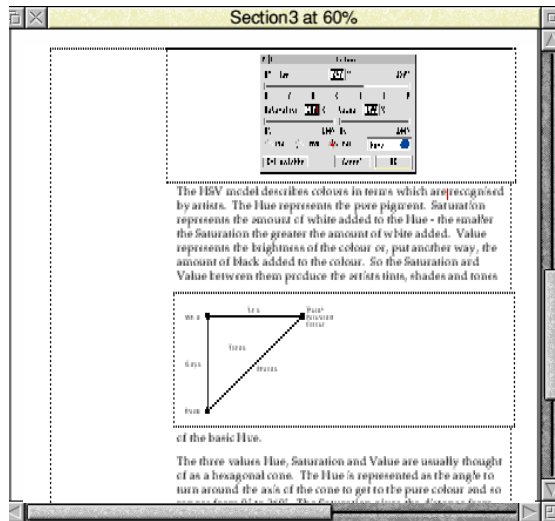 Section3 at 60%
The HSV model describes colours in terms which are recognised
by artists. The Hue represents the pure pigment. Saturation
represents the amount of white added to the Hue - the smaller
the Saturation the greater the amount of white added. Value
represents the brightness of the colour or, put another way, the
amount of black added to the colour. So the Saturation and
Value between them produce the artists tints, shades and tones
of the basic Hue.
The three values Hue, Saturation and Value are usually thought
of as a hexagonal cone. The Hue is represented as the angle to
turn around the axis of the cone to get to the pure colour and so